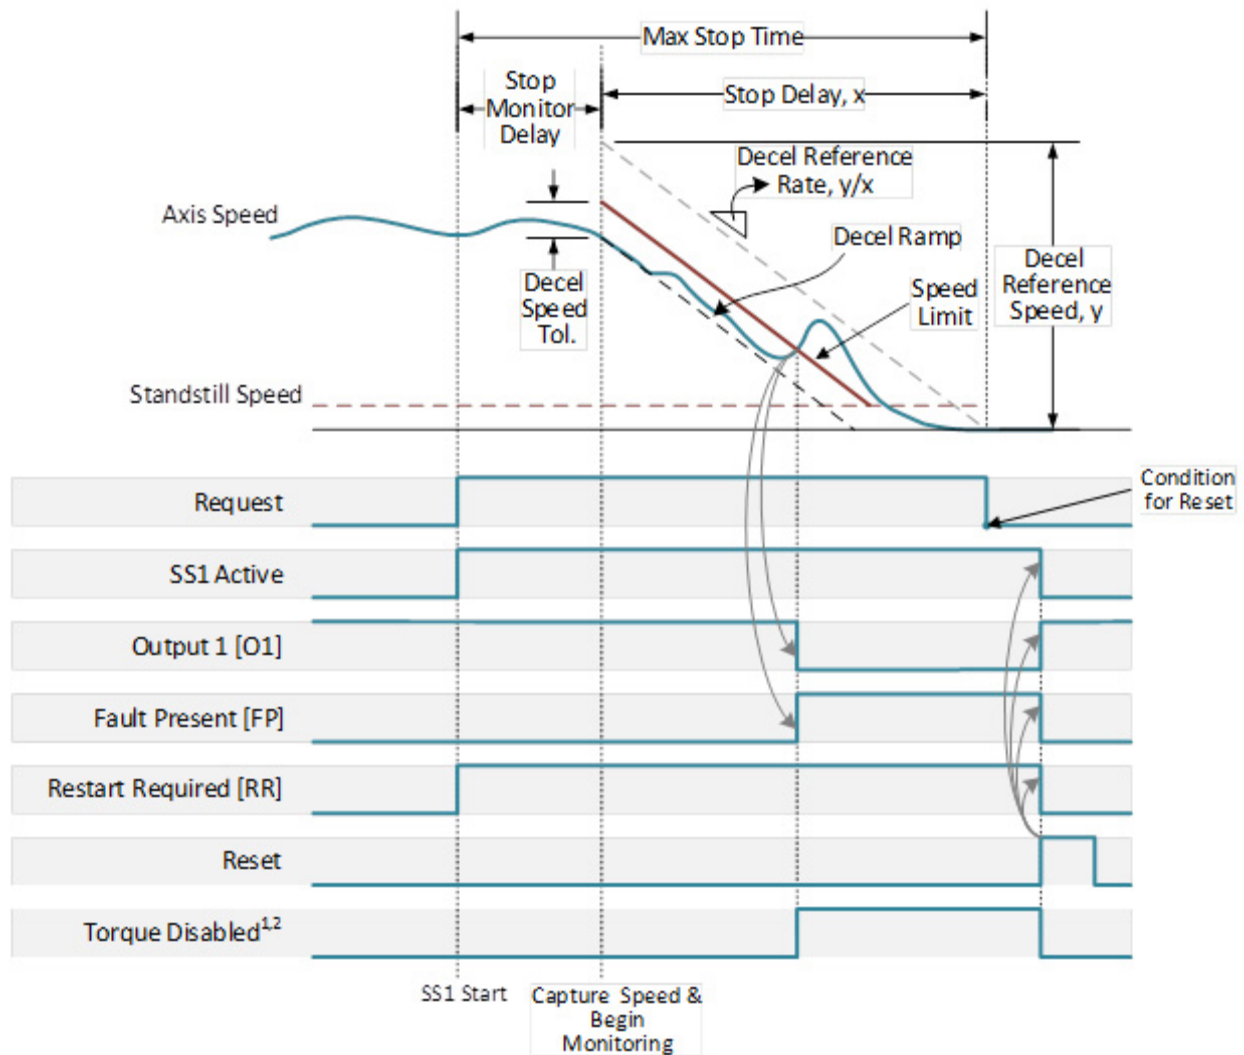 Max Stop Time
Stop
Monitor
Delay
Stop Delay, x
Decel Reference
Rate, y/x
Axis Speed
Decel Ramp
Decel
Speed
Tol.
Speed
Limit
Decel
Reference
Speed, y
Standstill Speed
Request
Condition
for Reset
SS1 Active
Output 1 [O1]
Fault Present [FP]
Restart Required [RR]
Reset
Torque Disabled1,2
SS1 Start
Capture Speed &
Begin
Monitoring